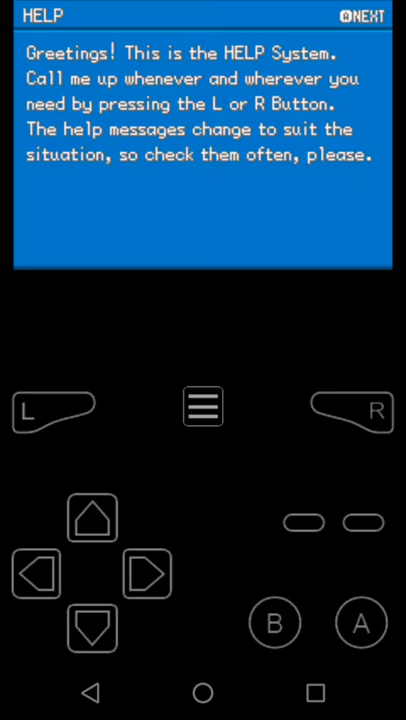 HELP
ⒶNEXT
Greetings! This is the HELP System.
Call me up whenever and wherever you
need by pressing the L or R Button.
The help messages change to suit the
situation, so check them often, please.
L
R
B
A